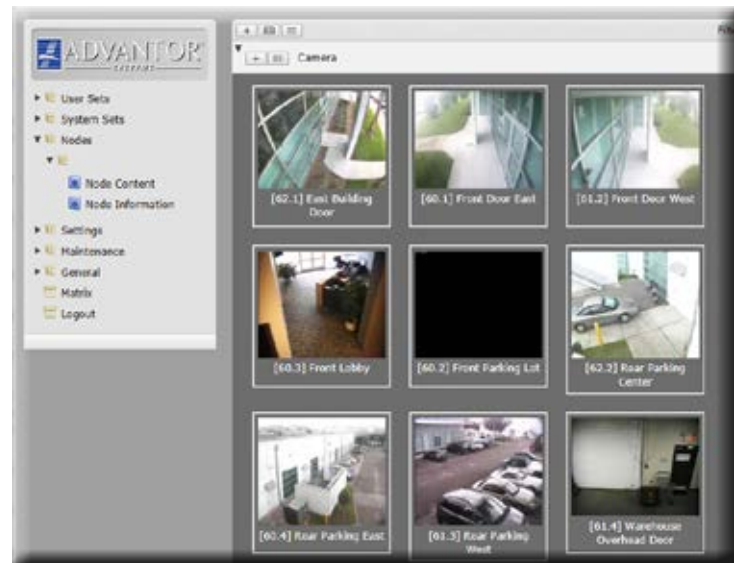 ADVANTOR
SYSTEMS
User Sets
System Sets
Nodes
Node Content
Node Information
Settings
Maintenance
General
Matrix
Logout
Camera
[62.1] East Building
Door
[60.1] Front Door East
[61.2] Front Door West
[60.3] Front Lobby
[60.2] Front Parking Lot
[62.2] Rear Parking
Center
[60.4] Rear Parking East
[61.3] Rear Parking
West
[61.4] Warehouse
Overhead Door